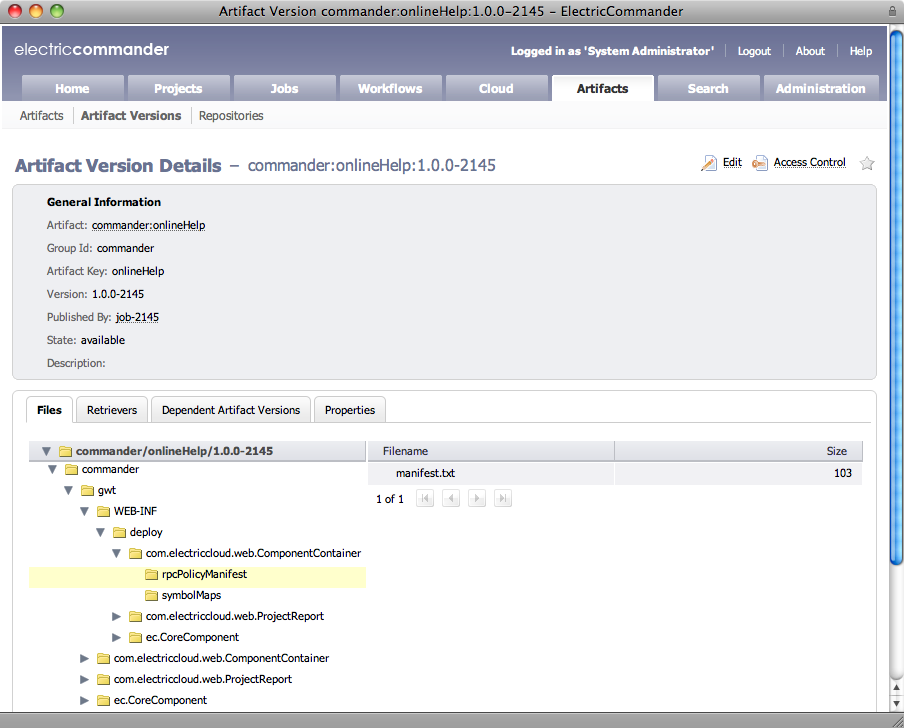 Artifact Version commander:onlineHelp:1.0.0-2145 - ElectricCommander
electriccommander
Logged in as 'System Administrator' Logout About Help
Home Projects Jobs Workflows Cloud Artifacts Search Administration
Artifacts Artifact Versions Repositories
Artifact Version Details – commander:onlineHelp:1.0.0-2145 Edit Access Control
General Information
Artifact: commander:onlineHelp
Group Id: commander
Artifact Key: onlineHelp
Version: 1.0.0-2145
Published By: job-2145
State: available
Description:
Files Retrievers Dependent Artifact Versions Properties
commander/onlineHelp/1.0.0-2145 Filename Size
commander manifest.txt 103
gwt 1 of 1
WEB-INF
deploy
com.electriccloud.web.ComponentContainer
rpcPolicyManifest
symbolMaps
com.electriccloud.web.ProjectReport
ec.CoreComponent
com.electriccloud.web.ComponentContainer
com.electriccloud.web.ProjectReport
ec.CoreComponent